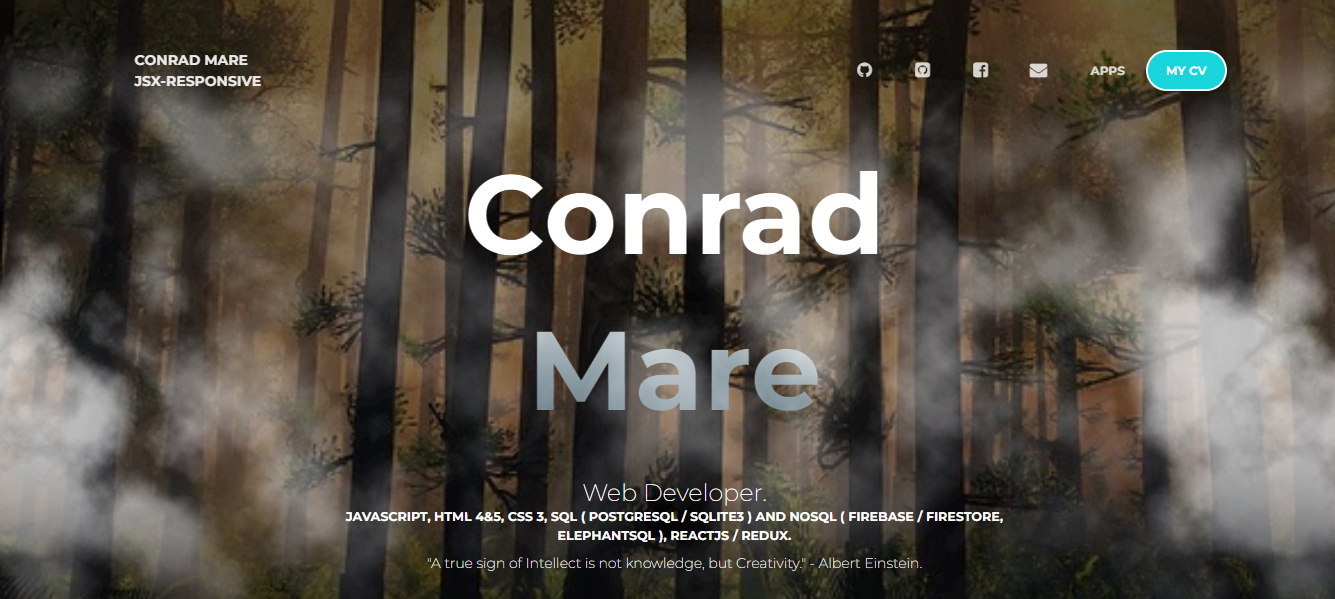 CONRAD MARE
JSX-RESPONSIVE
APPS
MY CV
Conrad
Mare
Web Developer.
JAVASCRIPT, HTML 4&5, CSS 3, SQL ( POSTGRESQL / SQLITE3 ) AND NOSQL ( FIREBASE / FIRESTORE,
ELEPHANTSQL ), REACTJS / REDUX.
"A true sign of Intellect is not knowledge, but Creativity." - Albert Einstein.